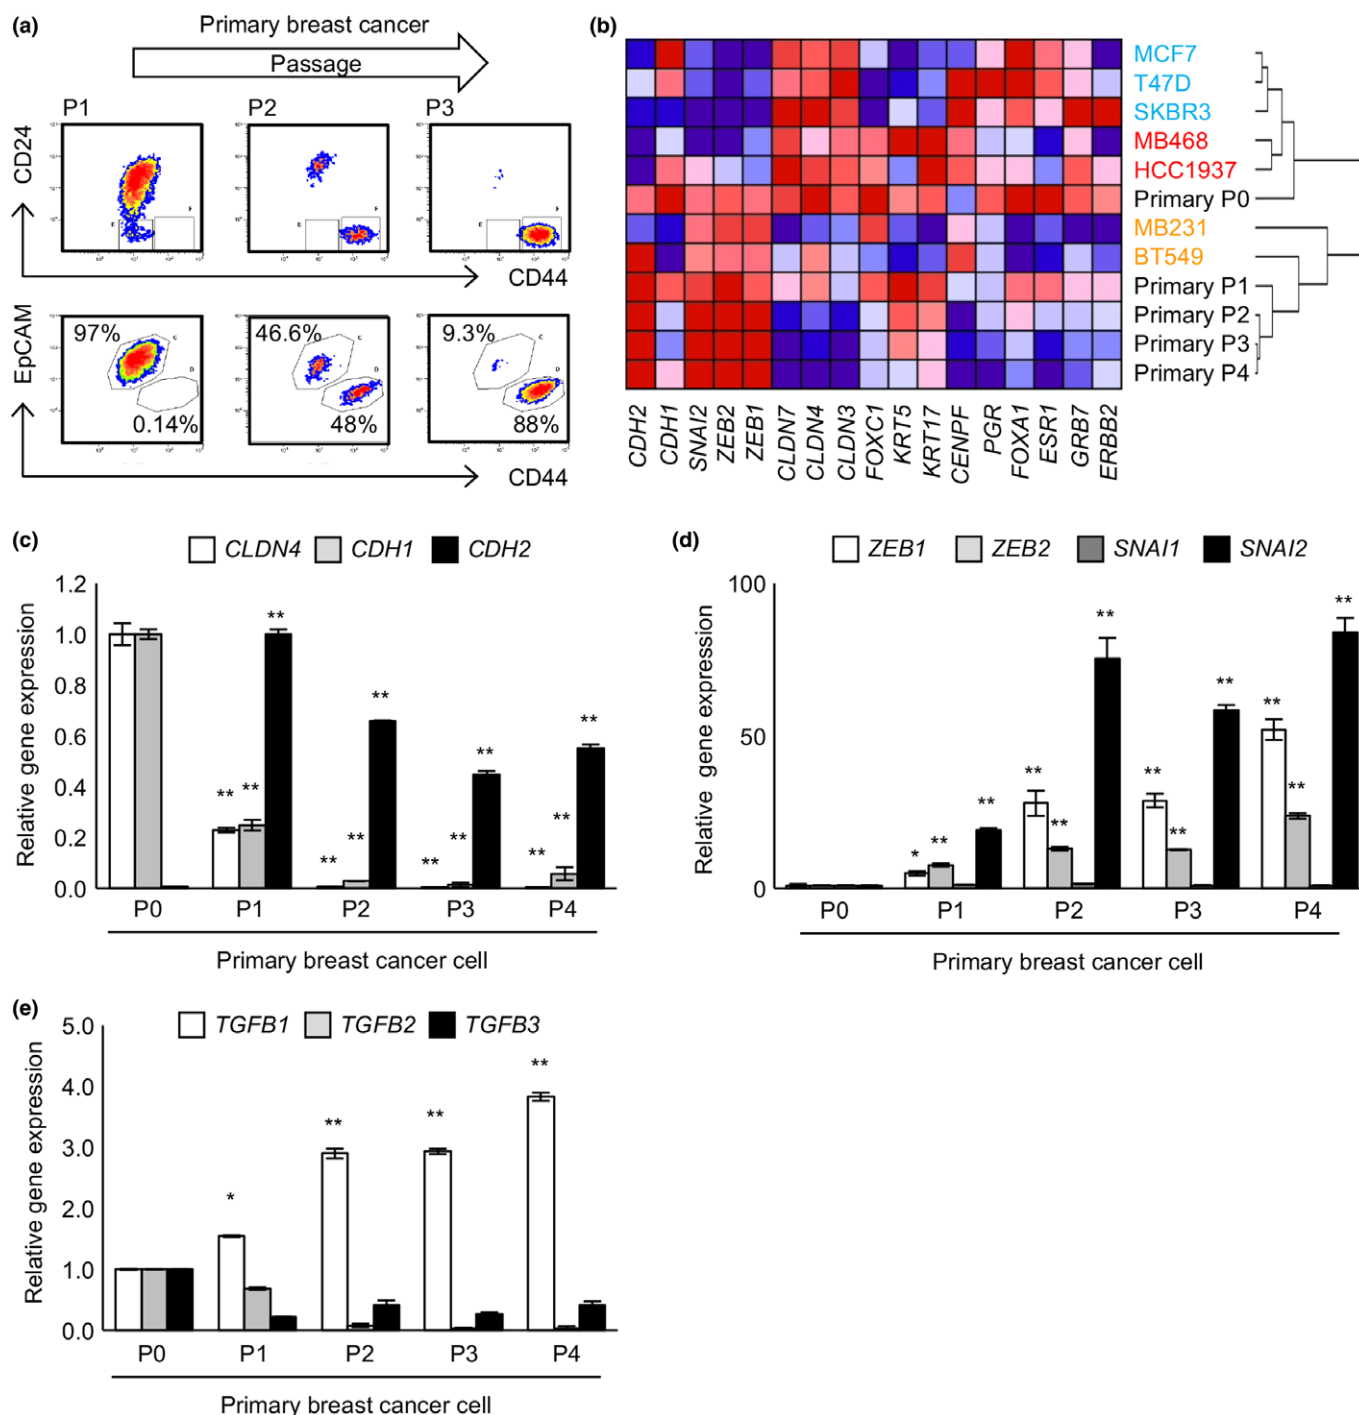 (a)
Primary breast cancer
Passage
P1 P2 P3
CD24
CD44
97% 46.6% 9.3%
EpCAM
0.14% 48% 88%
CD44
(b)
MCF7
T47D
SKBR3
MB468
HCC1937
Primary P0
MB231
BT549
Primary P1
Primary P2
Primary P3
Primary P4
CDH2 CDH1 SNAI2 ZEB2 ZEB1 CLDN7 CLDN4 CLDN3 FOXC1 KRT5 KRT17 CENPF PGR FOXA1 ESR1 GRB7 ERBB2
(c)
CLDN4 CDH1 CDH2
Relative gene expression
1.2
1.0
0.8
0.6
0.4
0.2
0.0
** ** **
** ** **
** ** **
** ** **
P0 P1 P2 P3 P4
Primary breast cancer cell
(d)
ZEB1 ZEB2 SNAI1 SNAI2
Relative gene expression
100
50
0
* ** **
** ** **
** ** **
** ** **
P0 P1 P2 P3 P4
Primary breast cancer cell
(e)
TGFB1 TGFB2 TGFB3
Relative gene expression
5.0
4.0
3.0
2.0
1.0
0.0
* ** ** **
P0 P1 P2 P3 P4
Primary breast cancer cell